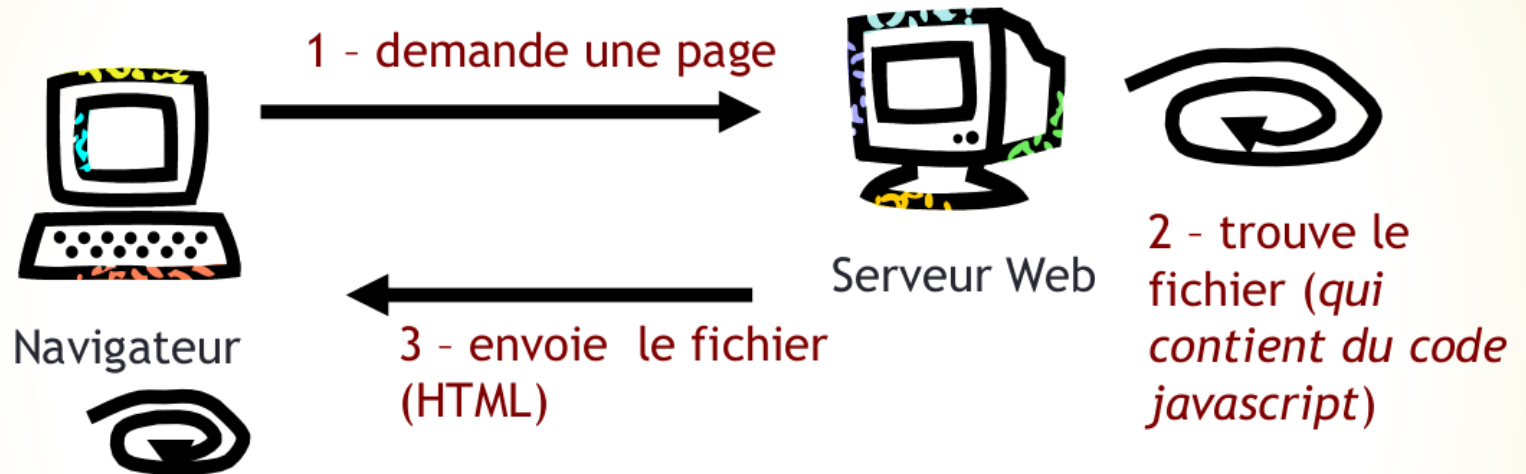 1 - demande une page
Serveur Web
2 - trouve le
fichier (qui
contient du code
javascript)
3 - envoie le fichier
(HTML)
Navigateur